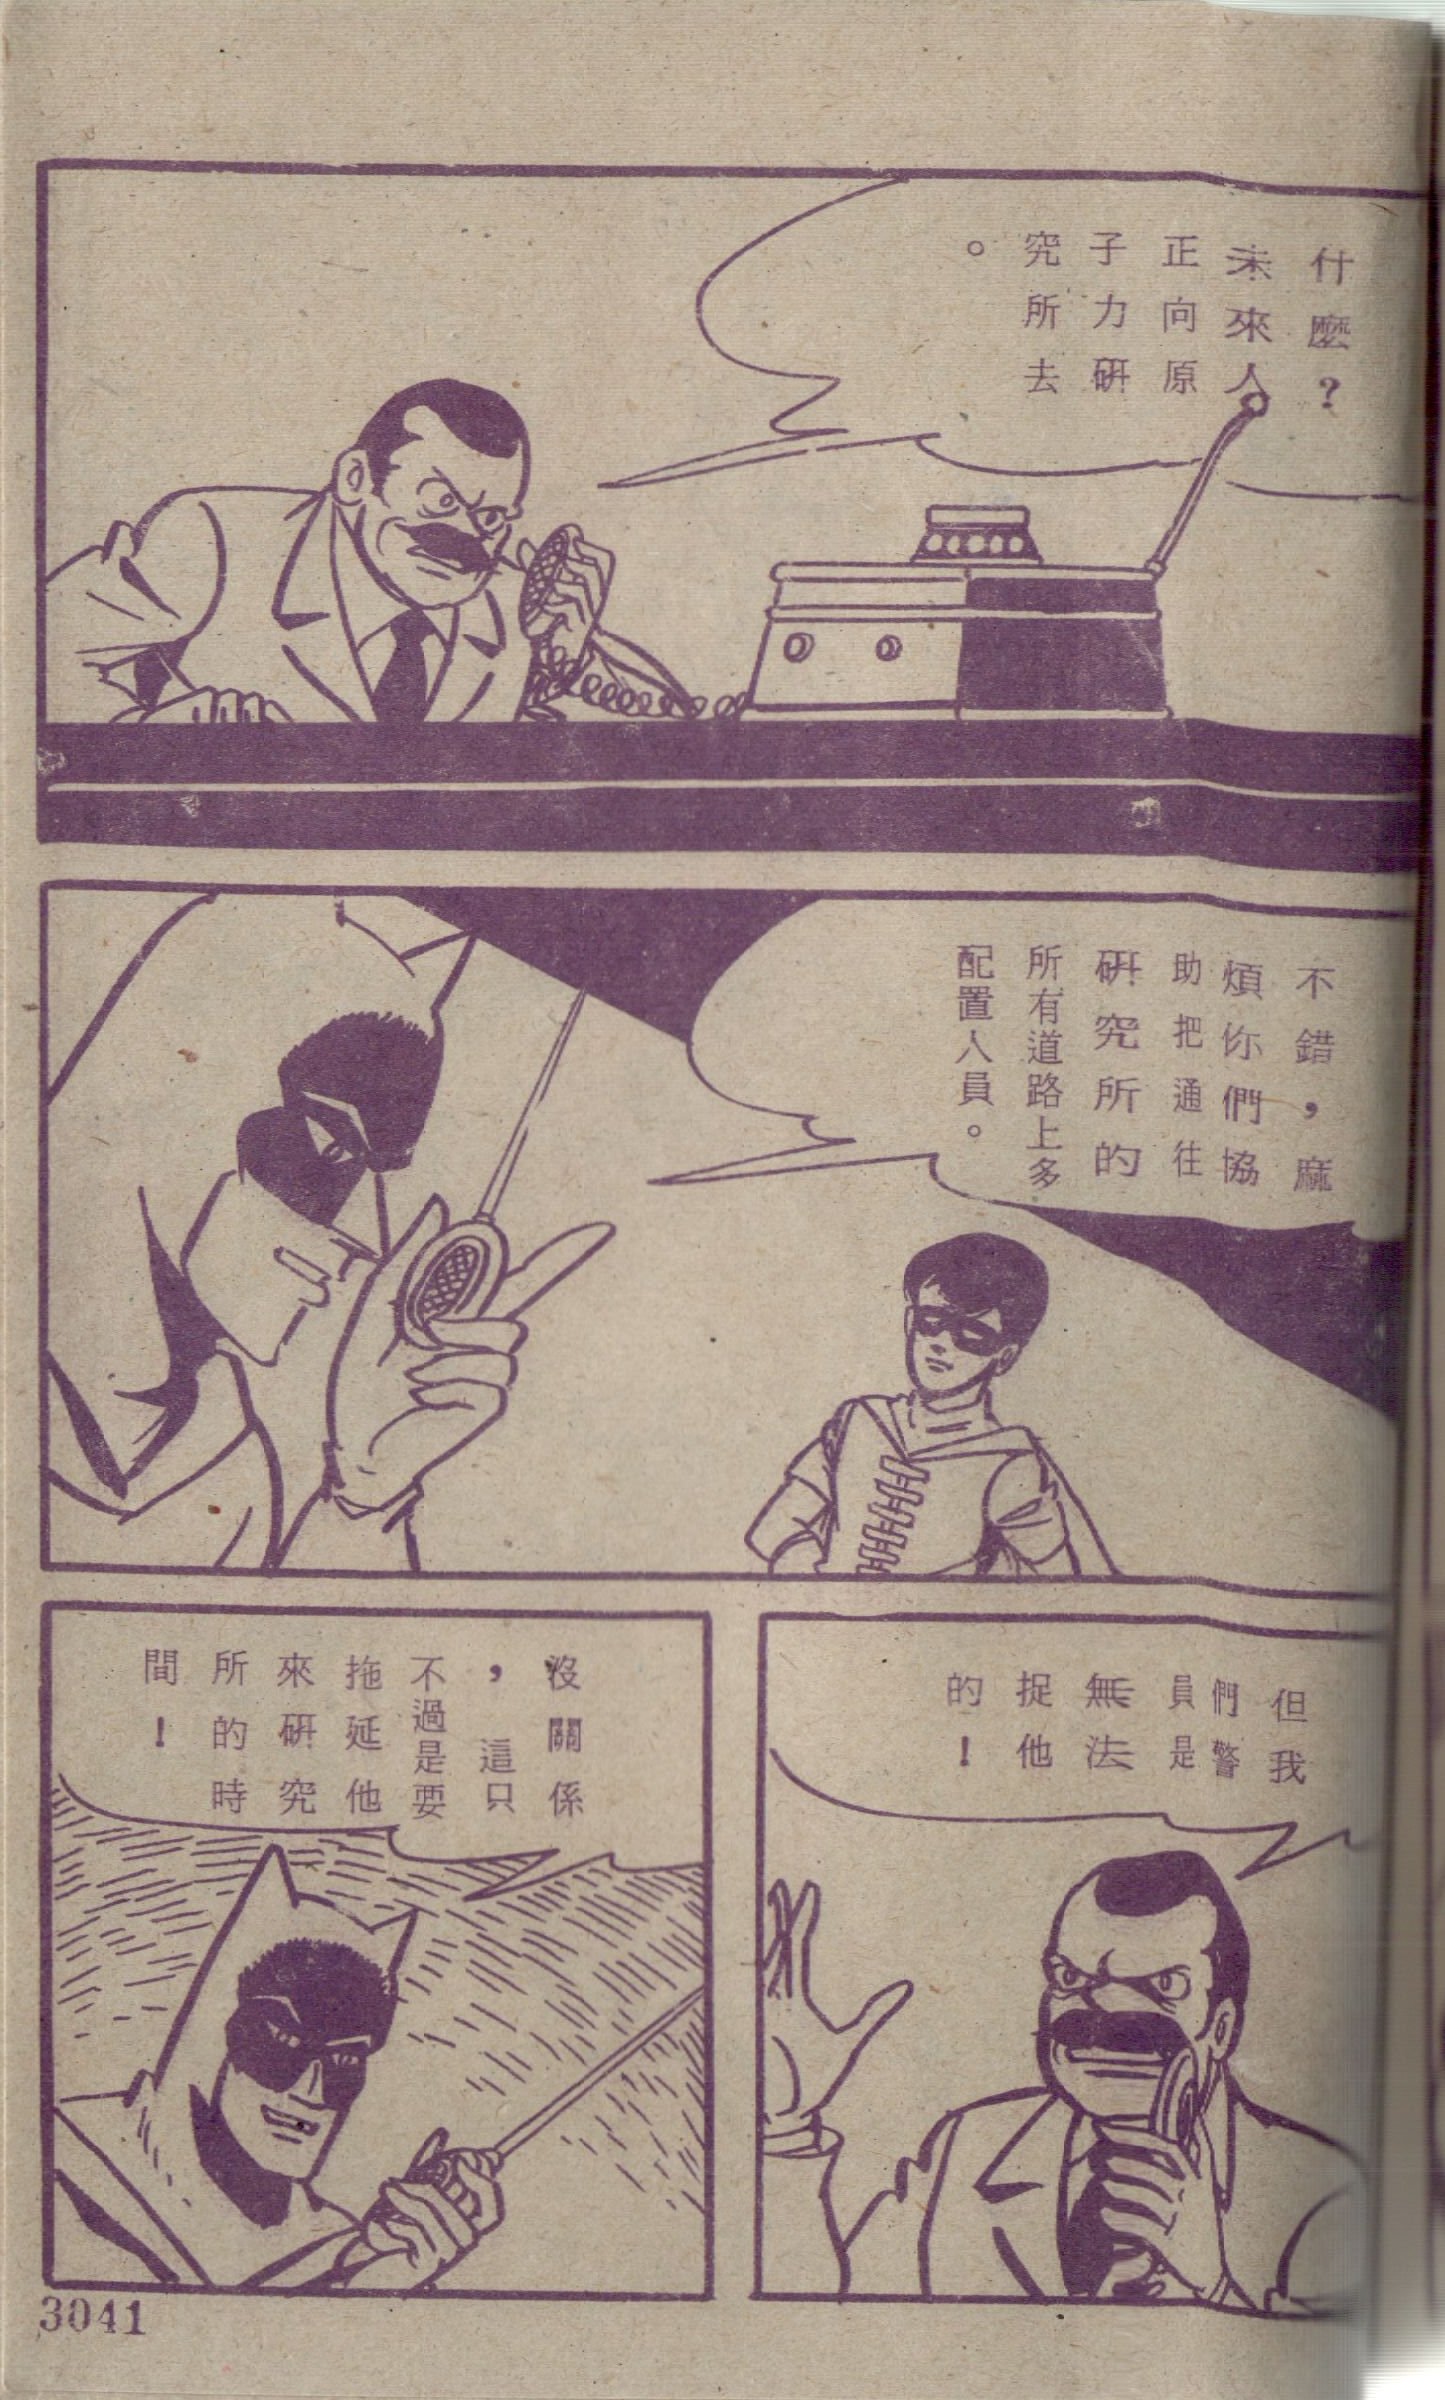 什麼？
未來人
正向原
子力研
究所去
。
不錯，麻
煩你們協
助把通往
研究所的
所有道路上多
配置人員。
但我
們警
員是
無法
捉他
的！
沒關係
，這只
不過是要
拖延他
來研究
所的時
間！
3041